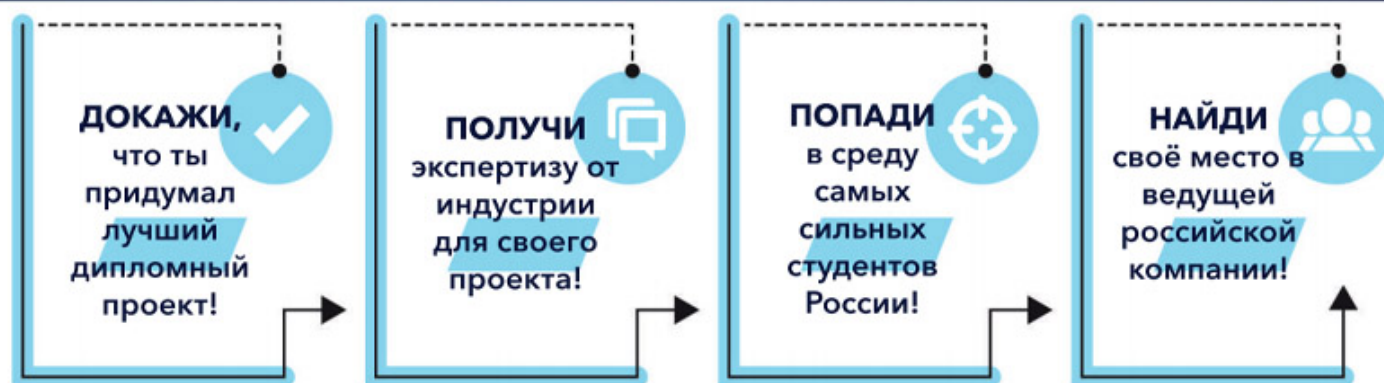 ДОКАЖИ,
что ты
придумал
лучший
дипломный
проект!
ПОЛУЧИ
экспертизу от
индустрии
для своего
проекта!
ПОПАДИ
в среду
самых
сильных
студентов
России!
НАЙДИ
своё место в
ведущей
российской
компании!